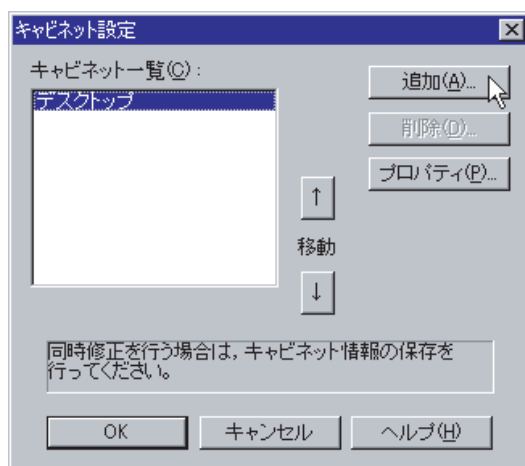 キャビネット設定
キャビネット一覧(C):
デスクトップ
追加(A)...
削除(D)...
プロパティ(P)...
↑
移動
↓
同時修正を行う場合は，キャビネット情報の保存を
行ってください。
OK
キャンセル
ヘルプ(H)